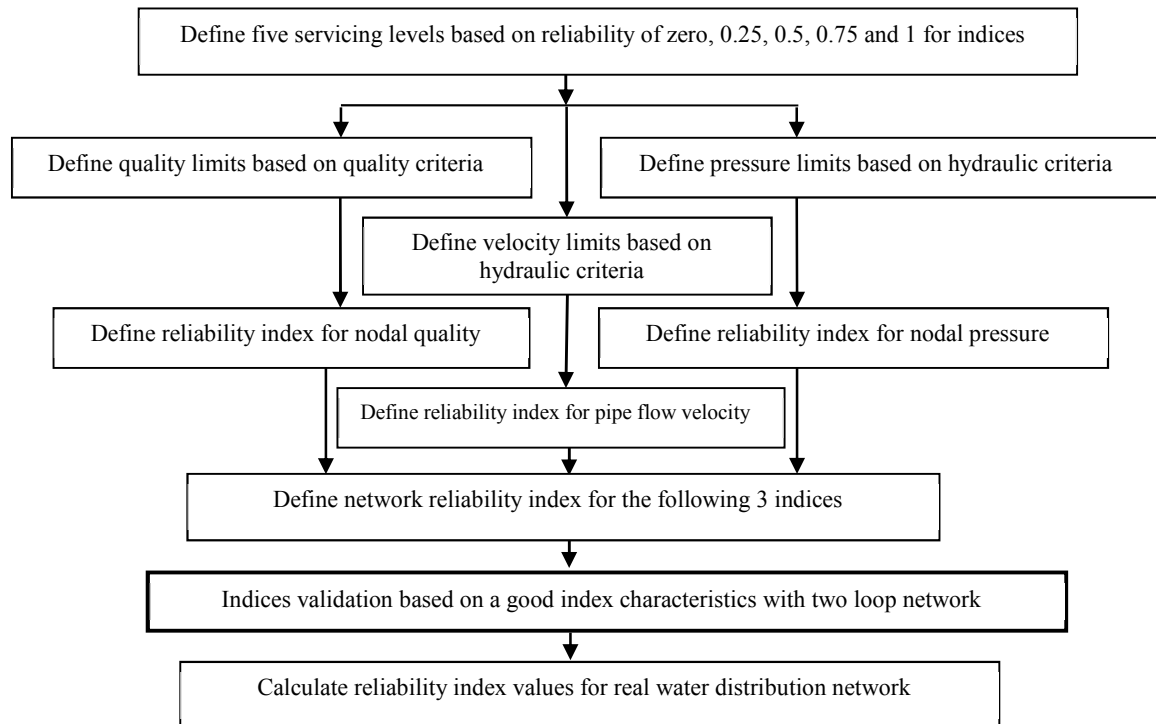 Define five servicing levels based on reliability of zero, 0.25, 0.5, 0.75 and 1 for indices
Define quality limits based on quality criteria
Define pressure limits based on hydraulic criteria
Define velocity limits based on
hydraulic criteria
Define reliability index for nodal quality
Define reliability index for nodal pressure
Define reliability index for pipe flow velocity
Define network reliability index for the following 3 indices
Indices validation based on a good index characteristics with two loop network
Calculate reliability index values for real water distribution network